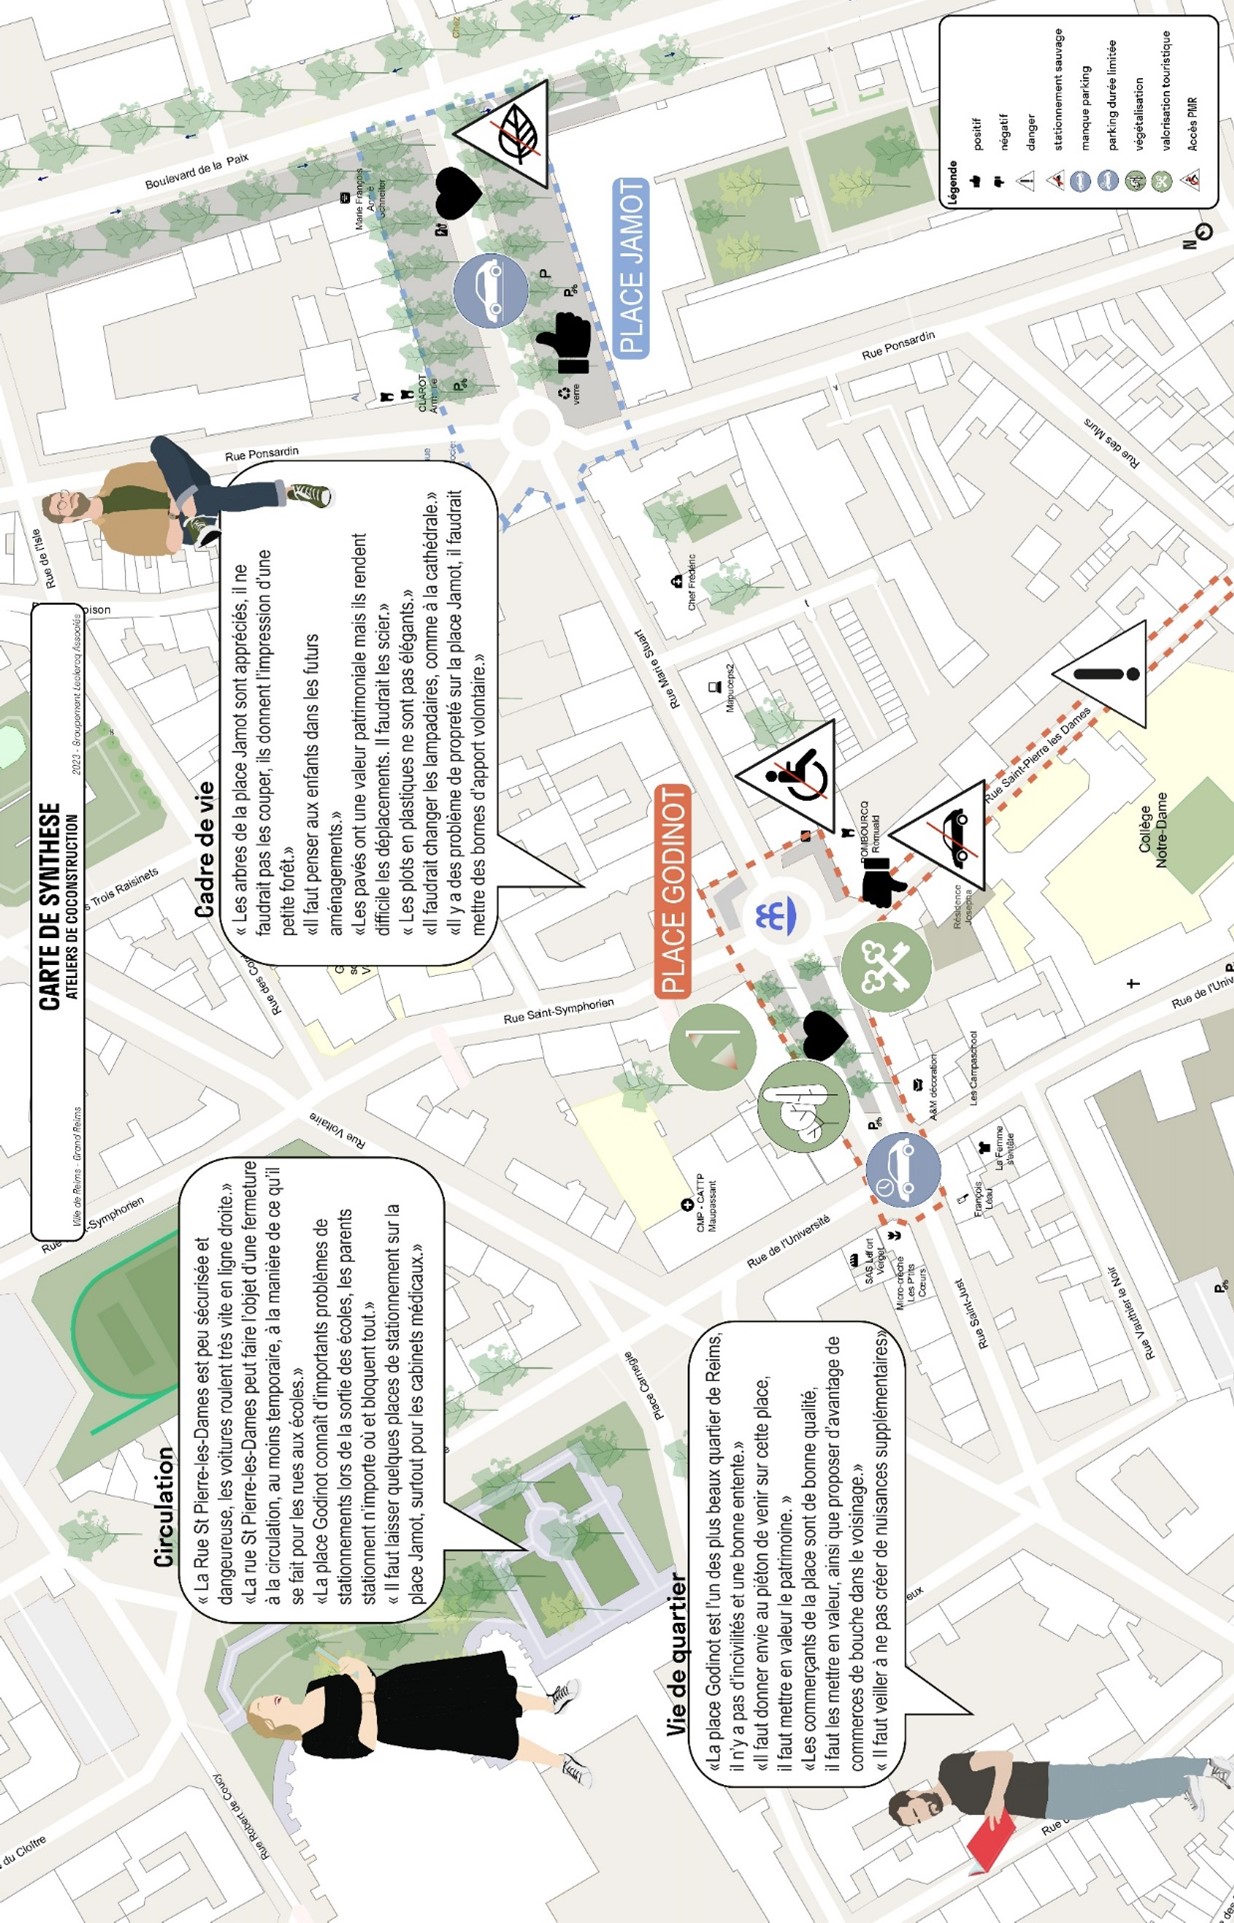 CARTE DE SYNTHESE
ATELIERS DE COCONSTRUCTION
Ville de Reims - Grand Reims
2023 - Groupement Leclercq Associés
Circulation
« La Rue St Pierre-les-Dames est peu sécurisée et
dangeureuse, les voitures roulent très vite en ligne droite.»
«La rue St Pierre-les-Dames peut faire l'objet d'une fermeture
à la circulation, au moins temporaire, à la manière de ce qu'il
se fait pour les rues aux écoles.»
«La place Godinot connaît d'importants problèmes de
stationnements lors de la sortie des écoles, les parents
stationnent n'importe où et bloquent tout.»
« Il faut laisser quelques places de stationnement sur la
place Jamot, surtout pour les cabinets médicaux.»
Cadre de vie
« Les arbres de la place Jamot sont appréciés, il ne
faudrait pas les couper, ils donnent l'impression d'une
petite forêt.»
«Il faut penser aux enfants dans les futurs
aménagements.»
«Les pavés ont une valeur patrimoniale mais ils rendent
difficile les déplacements. Il faudrait les scier.»
« Les plots en plastiques ne sont pas élégants.»
«Il faudrait changer les lampadaires, comme à la cathédrale.»
«Il y a des problème de propreté sur la place Jamot, il faudrait
mettre des bornes d'apport volontaire.»
Vie de quartier
«La place Godinot est l'un des plus beaux quartier de Reims,
il n'y a pas d'incivilités et une bonne entente.»
«Il faut donner envie au piéton de venir sur cette place,
il faut mettre en valeur le patrimoine. »
«Les commerçants de la place sont de bonne qualité,
il faut les mettre en valeur, ainsi que proposer d'avantage de
commerces de bouche dans le voisinage.»
« Il faut veiller à ne pas créer de nuisances supplémentaires»
PLACE GODINOT
PLACE JAMOT
du Cloître
Rue Robert de Coucy
Rue de l'Isle
s Trois Raisinets
-Symphorien
Rue Voltaire
Rue des Cor
Rue Saint-Symphorien
Rue Ponsardin
Boulevard de la Paix
Marie François
André
Schneiter
CLAROT
verre
P
Chez
Place Carnegie
Rue Marie Stuart
Chef Frédéric
Mapuceps2
CMP - CATTP
Maupassant
Rue de l'Université
SAS Lefort
Verget
Micro-crèche
Les P'tits
Cœurs
A&M décoration
Les Campaschool
François
Léau
La Femme
s'entête
Rue Saint-Just
ROMBOURCQ
Romuald
Résidence
Josepha
Rue Saint-Pierre les Dames
Rue Ponsardin
Rue des Murs
Rue Vauthier le Noir
Collège
Notre-Dame
Rue de l'Univ
N
Légende
positif
négatif
danger
stationnement sauvage
manque parking
parking durée limitée
végétalisation
valorisation touristique
Accès PMR